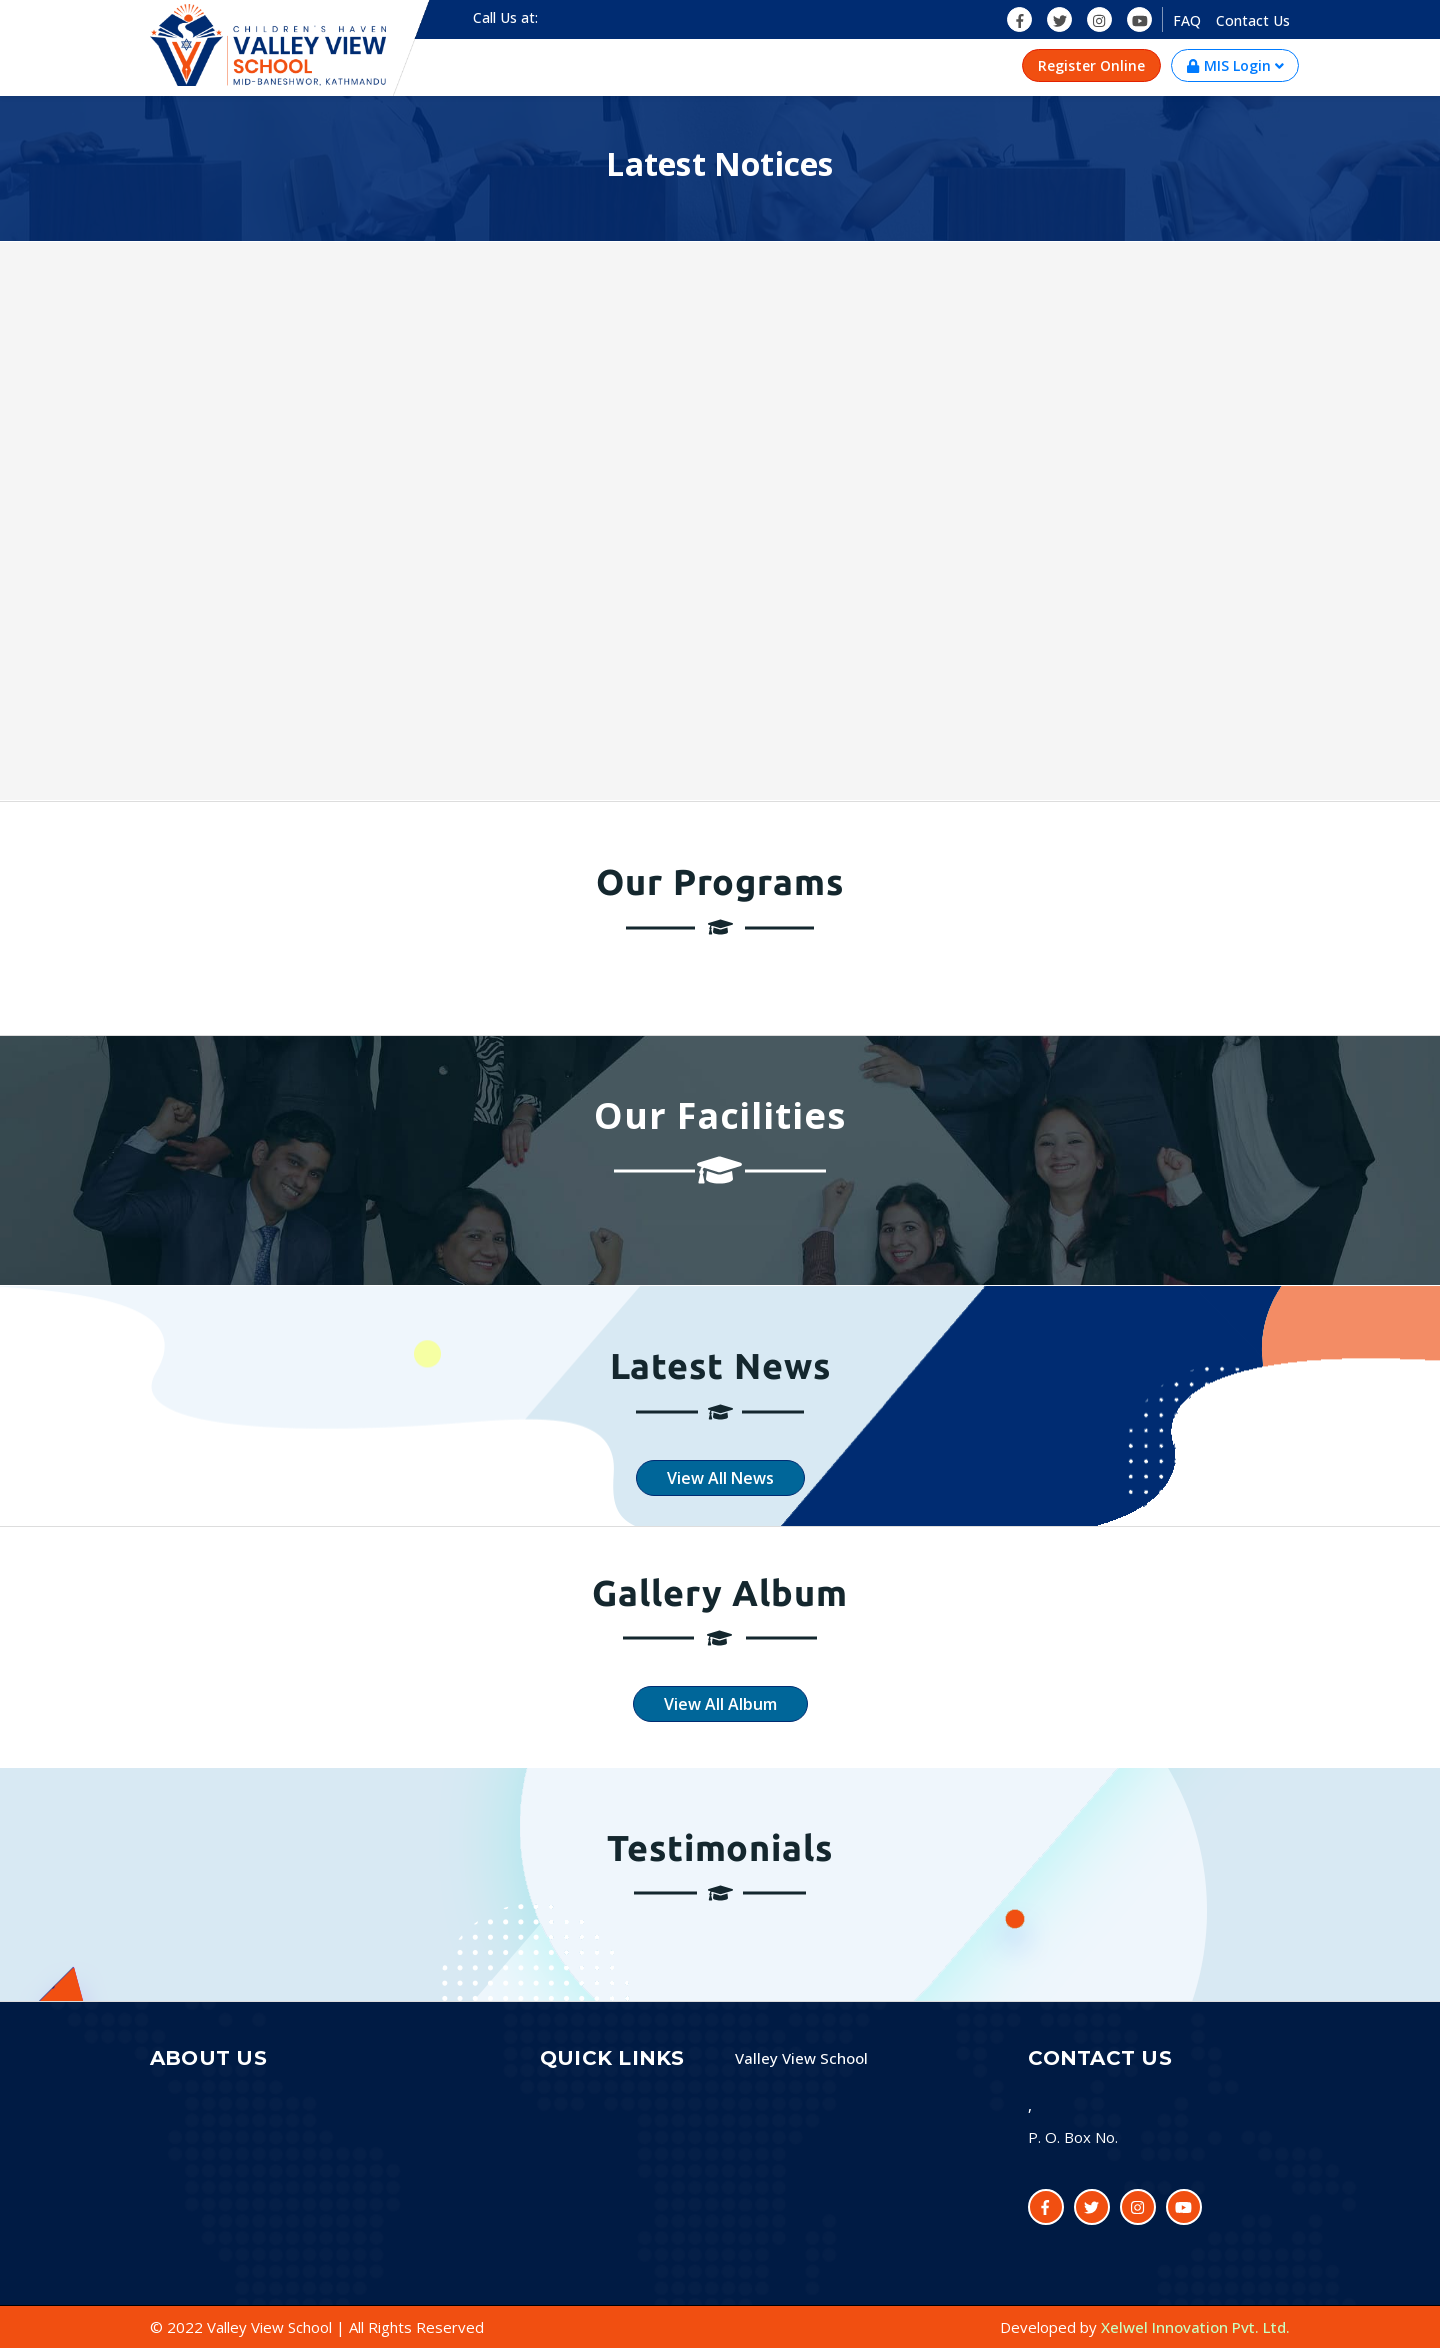 Call Us at:
FAQ Contact Us
CHILDREN'S HAVEN
VALLEY VIEW
SCHOOL
MID-BANESHWOR, KATHMANDU
Register Online MIS Login
Latest Notices
Our Programs
Our Facilities
Latest News
View All News
Gallery Album
View All Album
Testimonials
ABOUT US
QUICK LINKS
Valley View School
CONTACT US
,
P. O. Box No.
© 2022 Valley View School | All Rights Reserved
Developed by Xelwel Innovation Pvt. Ltd.